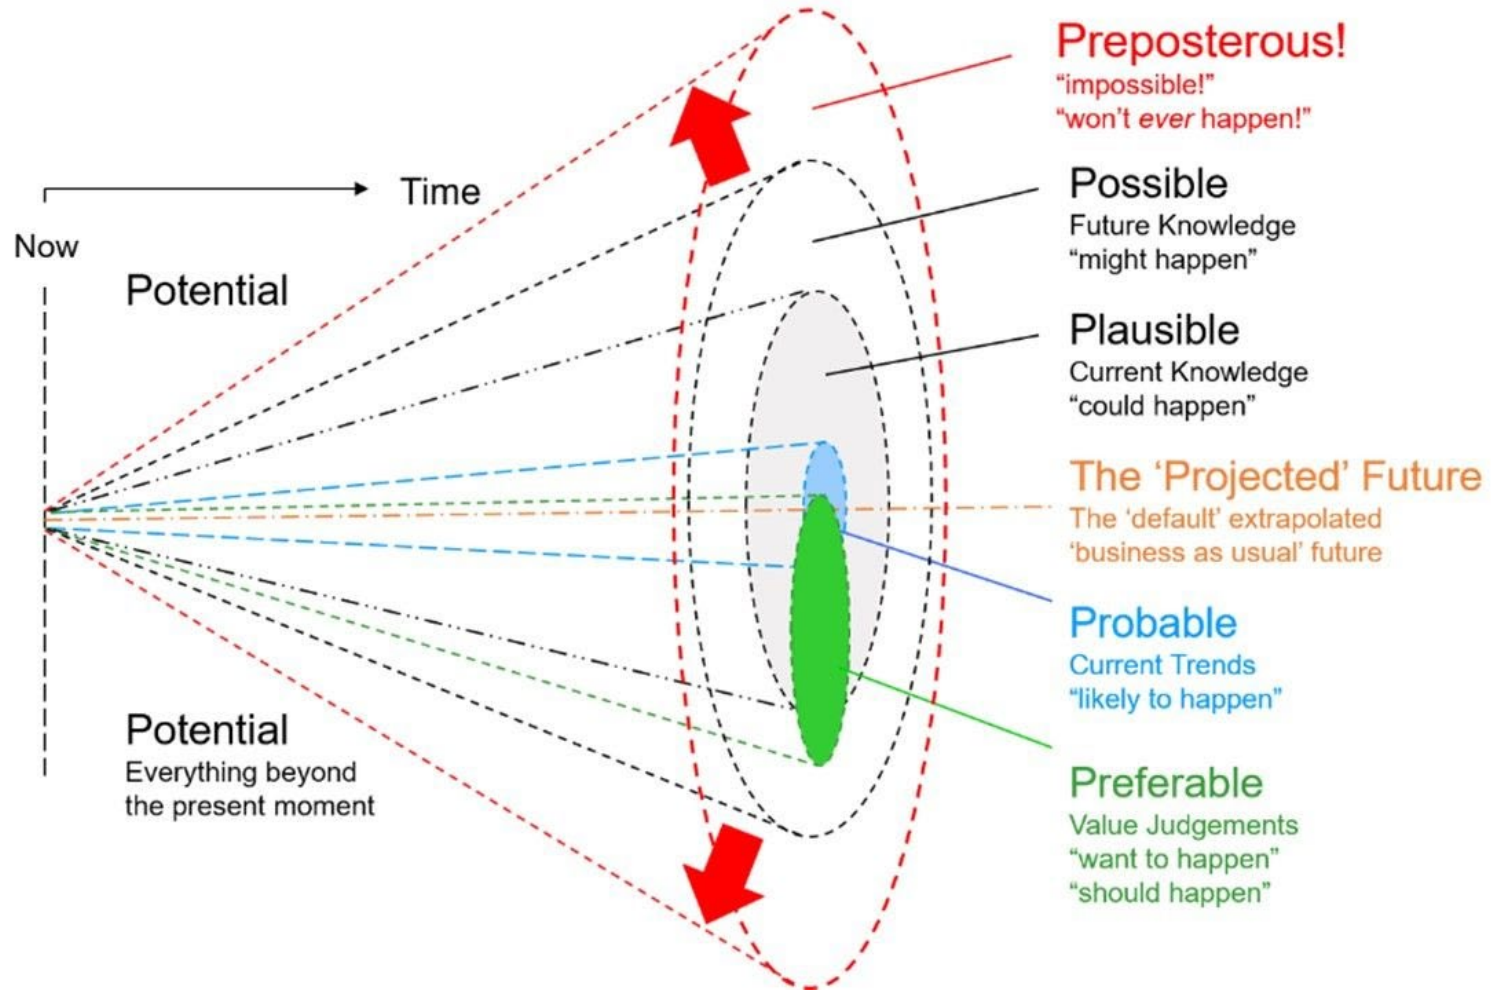 Time
Now
Potential
Potential
Everything beyond
the present moment
Preposterous!
“impossible!”
“won’t ever happen!”
Possible
Future Knowledge
“might happen”
Plausible
Current Knowledge
“could happen”
The ‘Projected’ Future
The ‘default’ extrapolated
‘business as usual’ future
Probable
Current Trends
“likely to happen”
Preferable
Value Judgements
“want to happen”
“should happen”